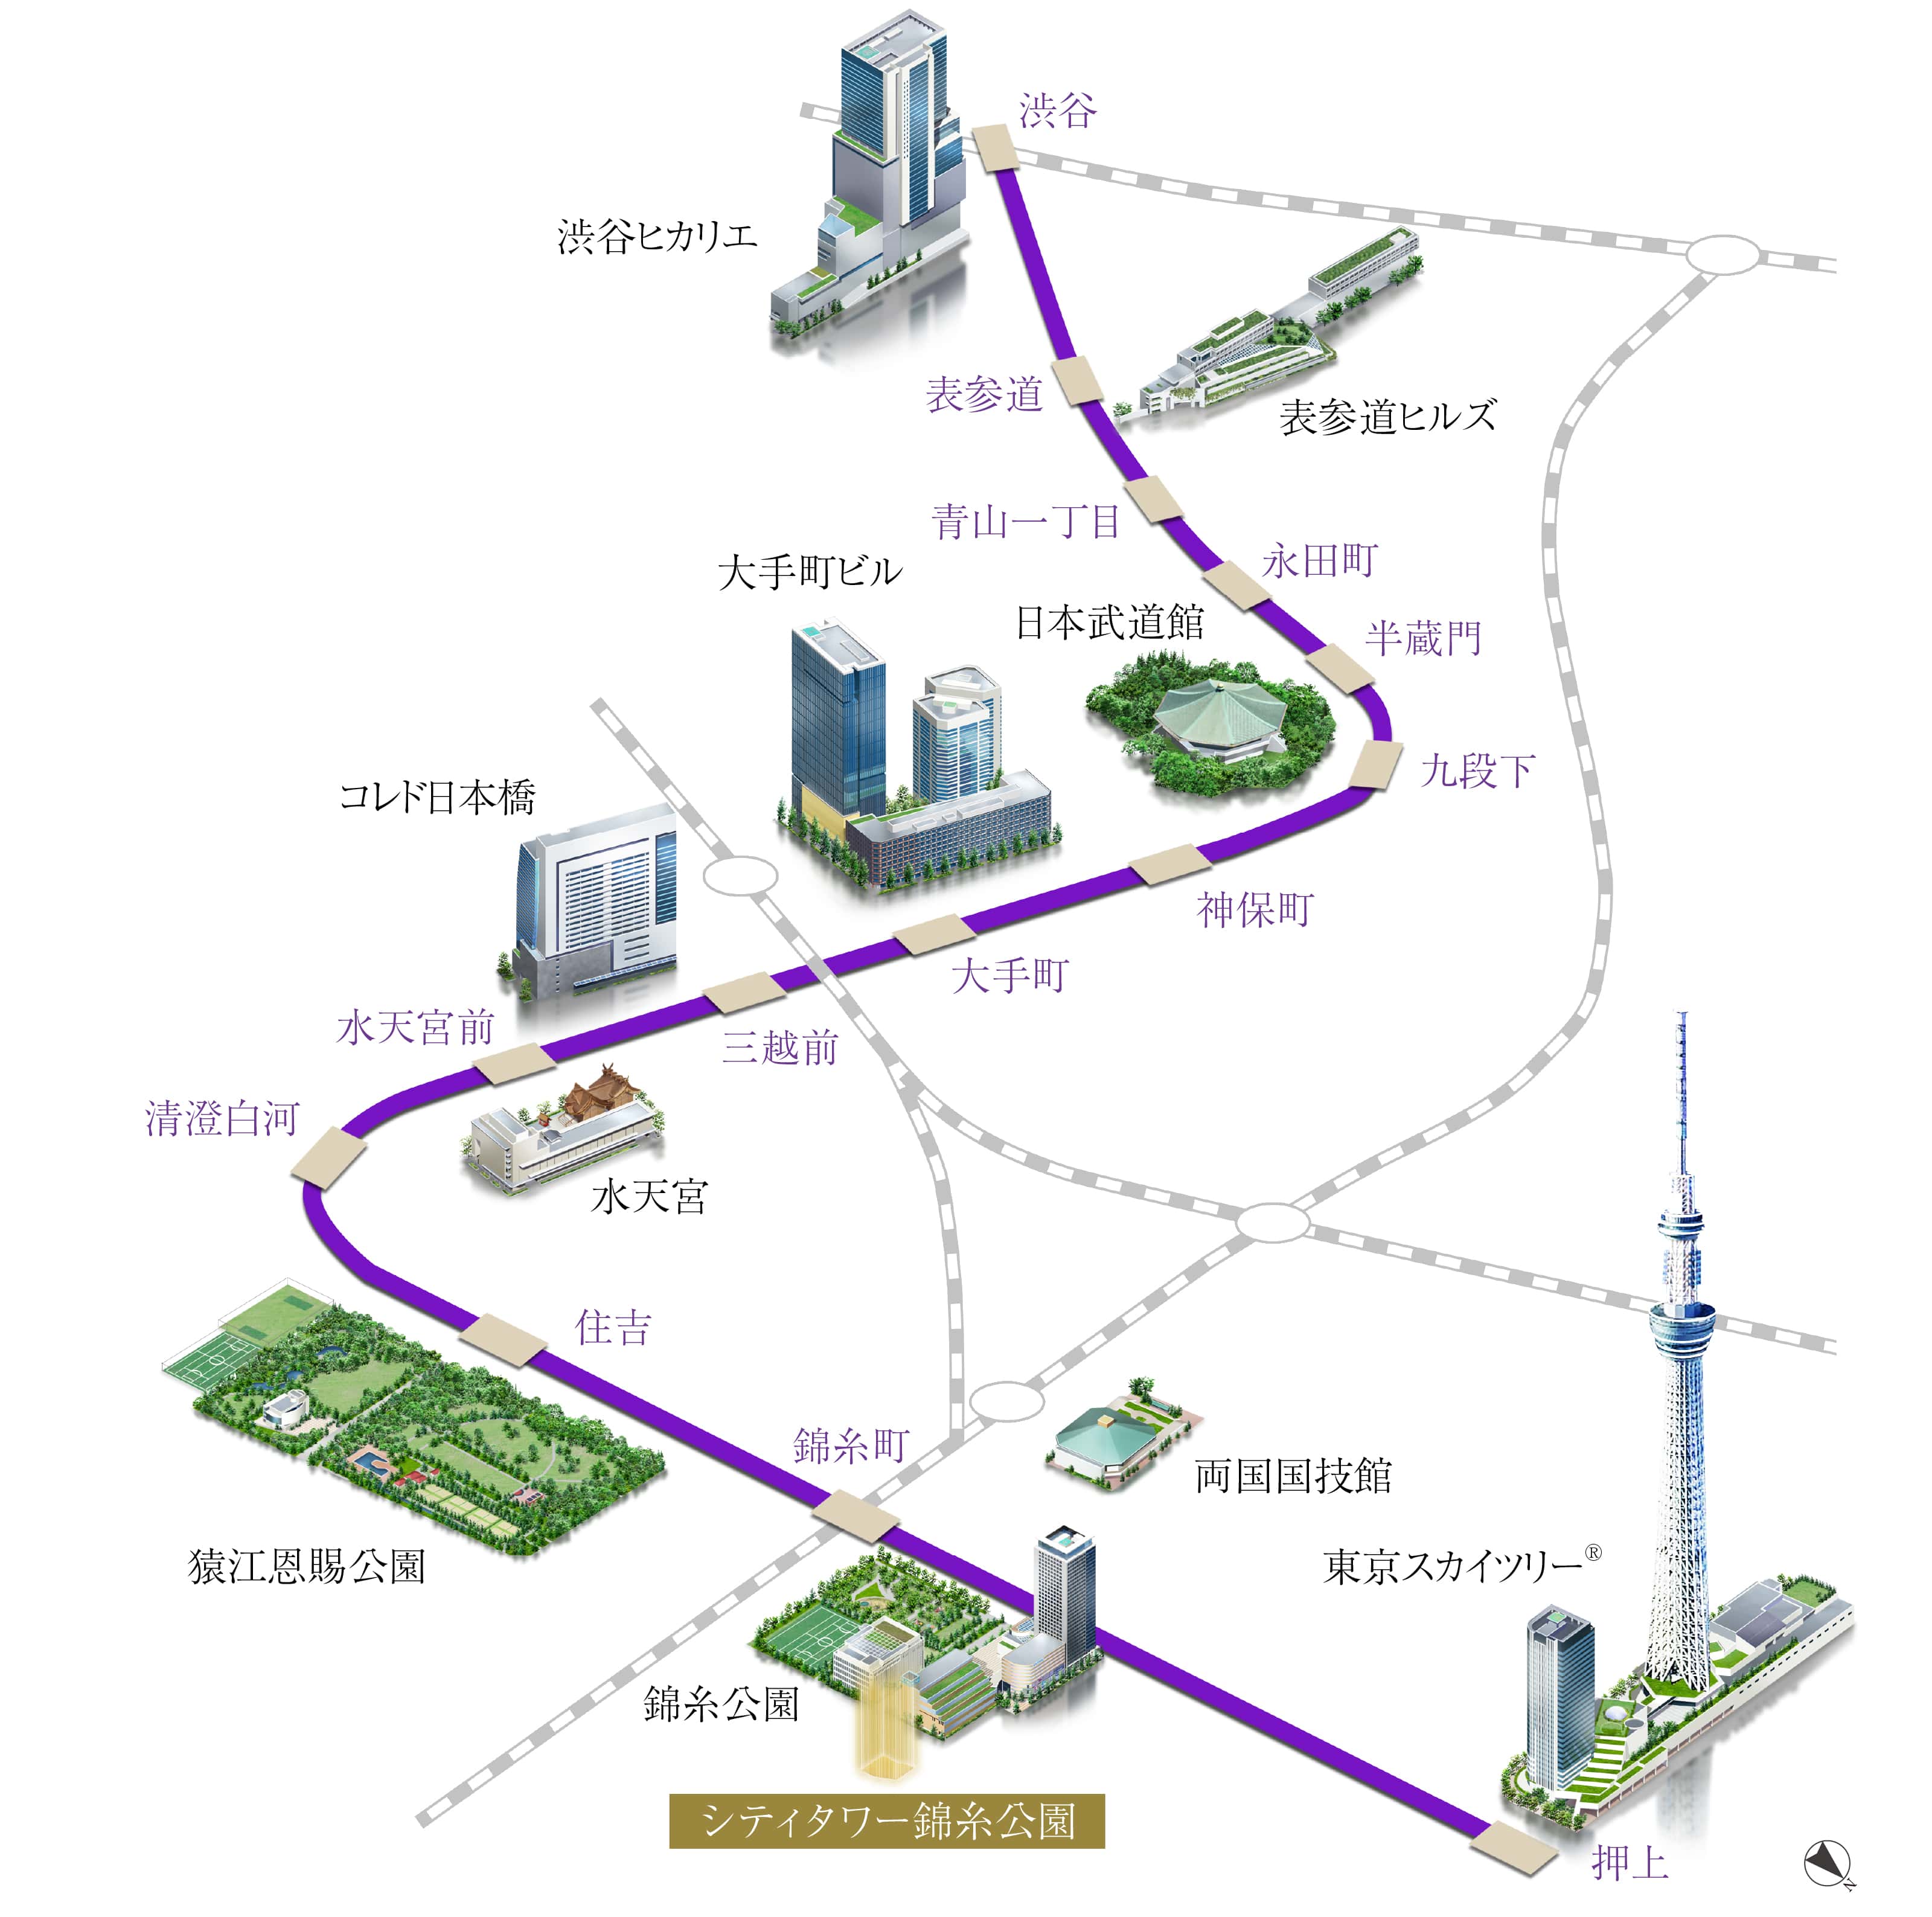 渋谷
渋谷ヒカリエ
表参道
表参道ヒルズ
青山一丁目
永田町
大手町ビル
日本武道館
半蔵門
九段下
コレド日本橋
神保町
大手町
水天宮前
三越前
清澄白河
水天宮
住吉
錦糸町
両国国技館
猿江恩賜公園
東京スカイツリー®
錦糸公園
シティタワー錦糸公園
押上
N